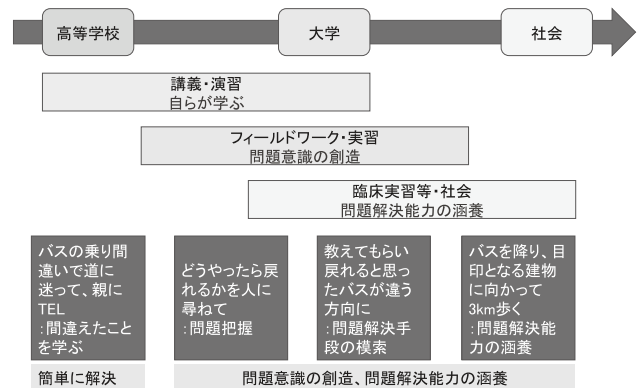 高等学校
大学
社会
講義・演習
自らが学ぶ
フィールドワーク・実習
問題意識の創造
臨床実習等・社会
問題解決能力の涵養
バスの乗り間
違いで道に
迷って、親に
TEL
:間違えたこと
を学ぶ
どうやったら戻
れるかを人に
尋ねて
:問題把握
教えてもらい
戻れると思っ
たバスが違う
方向に
:問題解決手
段の模索
バスを降り、目
印となる建物
に向かって
3km歩く
:問題解決能
力の涵養
簡単に解決
問題意識の創造、問題解決能力の涵養